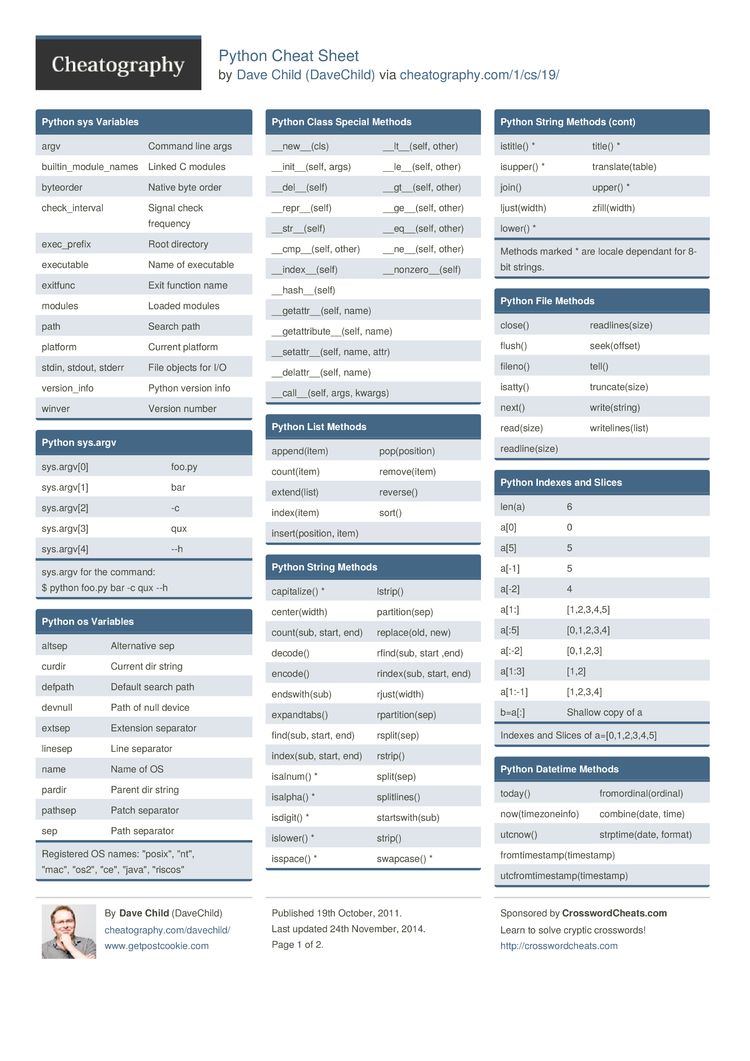 Cheatography
Python Cheat Sheet
by Dave Child (DaveChild) via cheatography.com/1/cs/19/
Python sys Variables
argv Command line args
builtin_module_names Linked C modules
byteorder Native byte order
check_interval Signal check
frequency
exec_prefix Root directory
executable Name of executable
exitfunc Exit function name
modules Loaded modules
path Search path
platform Current platform
stdin, stdout, stderr File objects for I/O
version_info Python version info
winver Version number
Python sys.argv
sys.argv[0] foo.py
sys.argv[1] bar
sys.argv[2] -c
sys.argv[3] qux
sys.argv[4] --h
sys.argv for the command:
$ python foo.py bar -c qux --h
Python os Variables
altsep Alternative sep
curdir Current dir string
defpath Default search path
devnull Path of null device
extsep Extension separator
linesep Line separator
name Name of OS
pardir Parent dir string
pathsep Patch separator
sep Path separator
Registered OS names: "posix", "nt",
"mac", "os2", "ce", "java", "riscos"
Python Class Special Methods
__new__(cls) __lt__(self, other)
__init__(self, args) __le__(self, other)
__del__(self) __gt__(self, other)
__repr__(self) __ge__(self, other)
__str__(self) __eq__(self, other)
__cmp__(self, other) __ne__(self, other)
__index__(self) __nonzero__(self)
__hash__(self)
__getattr__(self, name)
__getattribute__(self, name)
__setattr__(self, name, attr)
__delattr__(self, name)
__call__(self, args, kwargs)
Python List Methods
append(item) pop(position)
count(item) remove(item)
extend(list) reverse()
index(item) sort()
insert(position, item)
Python String Methods
capitalize() * lstrip()
center(width) partition(sep)
count(sub, start, end) replace(old, new)
decode() rfind(sub, start ,end)
encode() rindex(sub, start, end)
endswith(sub) rjust(width)
expandtabs() rpartition(sep)
find(sub, start, end) rsplit(sep)
index(sub, start, end) rstrip()
isalnum() * split(sep)
isalpha() * splitlines()
isdigit() * startswith(sub)
islower() * strip()
isspace() * swapcase() *
Python String Methods (cont)
istitle() * title() *
isupper() * translate(table)
join() upper() *
ljust(width) zfill(width)
lower() *
Methods marked * are locale dependant for 8-
bit strings.
Python File Methods
close() readlines(size)
flush() seek(offset)
fileno() tell()
isatty() truncate(size)
next() write(string)
read(size) writelines(list)
readline(size)
Python Indexes and Slices
len(a) 6
a[0] 0
a[5] 5
a[-1] 5
a[-2] 4
a[1:] [1,2,3,4,5]
a[:5] [0,1,2,3,4]
a[:-2] [0,1,2,3]
a[1:3] [1,2]
a[1:-1] [1,2,3,4]
b=a[:] Shallow copy of a
Indexes and Slices of a=[0,1,2,3,4,5]
Python Datetime Methods
today() fromordinal(ordinal)
now(timezoneinfo) combine(date, time)
utcnow() strptime(date, format)
fromtimestamp(timestamp)
utcfromtimestamp(timestamp)
By Dave Child (DaveChild)
cheatography.com/davechild/
www.getpostcookie.com
Published 19th October, 2011.
Last updated 24th November, 2014.
Page 1 of 2.
Sponsored by CrosswordCheats.com
Learn to solve cryptic crosswords!
http://crosswordcheats.com